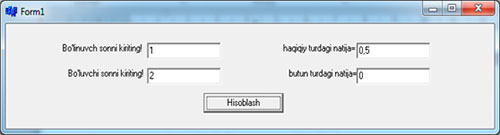 Form1
Bo'linuvch sonni kiriting! 1 haqiqiy turdagi natija= 0,5
Bo'luvchi sonni kiriting! 2 butun turdagi natija= 0
Hisoblash